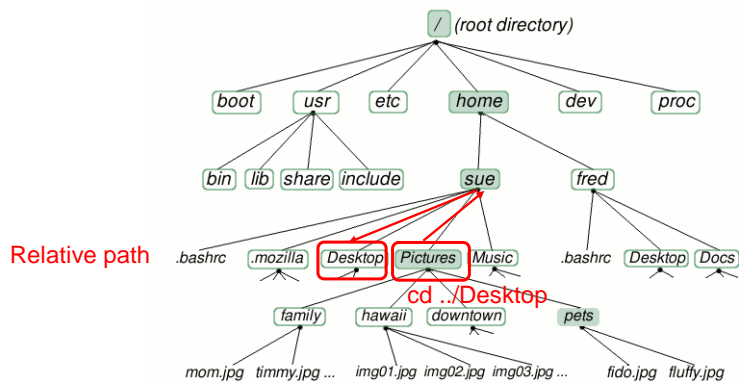 / (root directory)
boot usr etc home dev proc
bin lib share include sue fred
Relative path .bashrc .mozilla Desktop Pictures Music .bashrc Desktop Docs
cd ../Desktop
family hawaii downtown pets
mom.jpg timmy.jpg ... img01.jpg img02.jpg img03.jpg ... fido.jpg fluffy.jpg